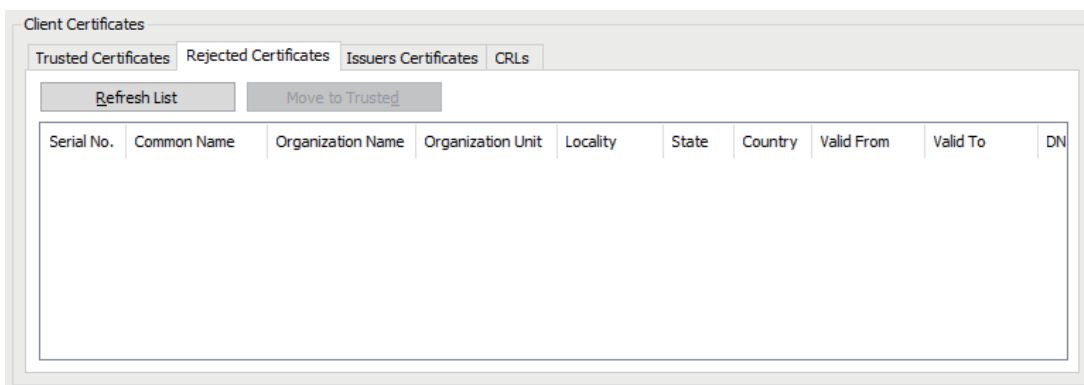 Client Certificates
Trusted Certificates Rejected Certificates Issuers Certificates CRLs
Refresh List Move to Trusted
Serial No. Common Name Organization Name Organization Unit Locality State Country Valid From Valid To DN